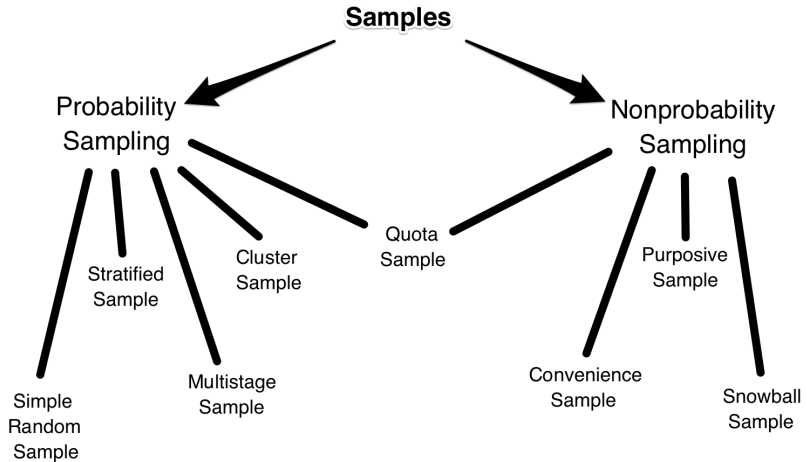 Samples
Probability
Sampling
Nonprobability
Sampling
Quota
Sample
Cluster
Sample
Stratified
Sample
Purposive
Sample
Multistage
Sample
Convenience
Sample
Simple
Random
Sample
Snowball
Sample